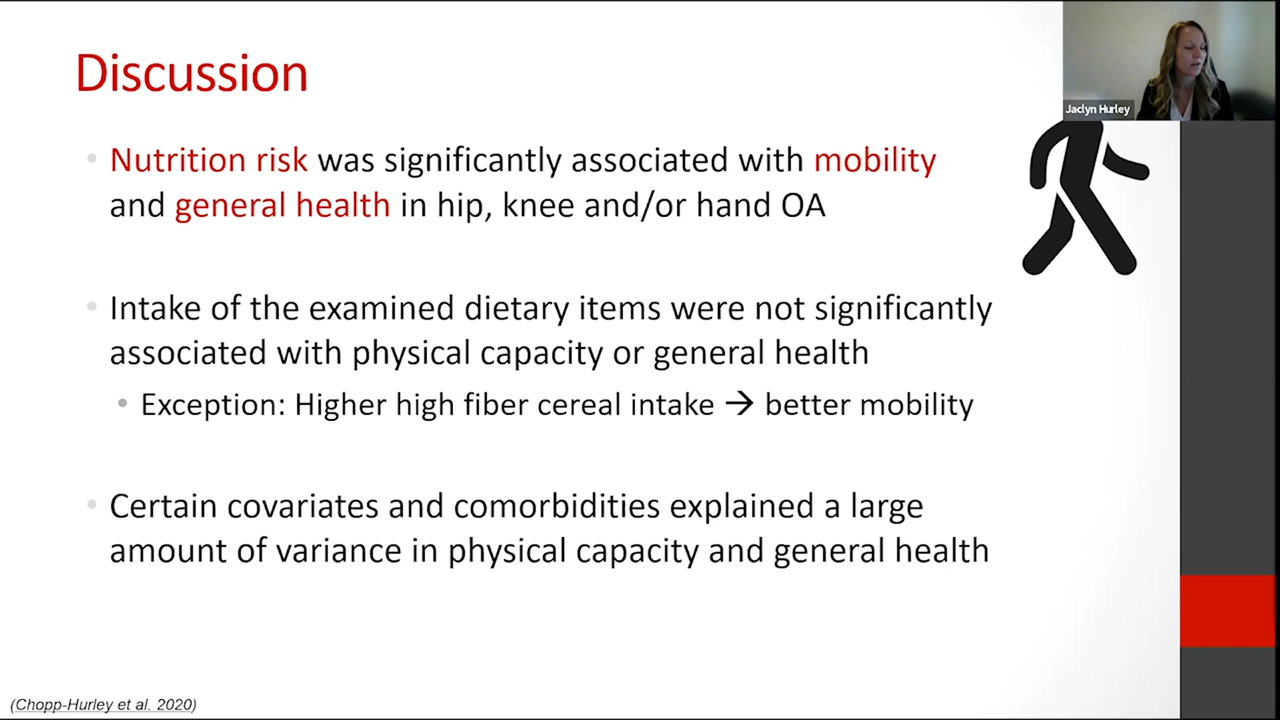 Discussion
Jaclyn Hurley
• Nutrition risk was significantly associated with mobility
and general health in hip, knee and/or hand OA
• Intake of the examined dietary items were not significantly
associated with physical capacity or general health
• Exception: Higher high fiber cereal intake → better mobility
• Certain covariates and comorbidities explained a large
amount of variance in physical capacity and general health
(Chopp-Hurley et al. 2020)